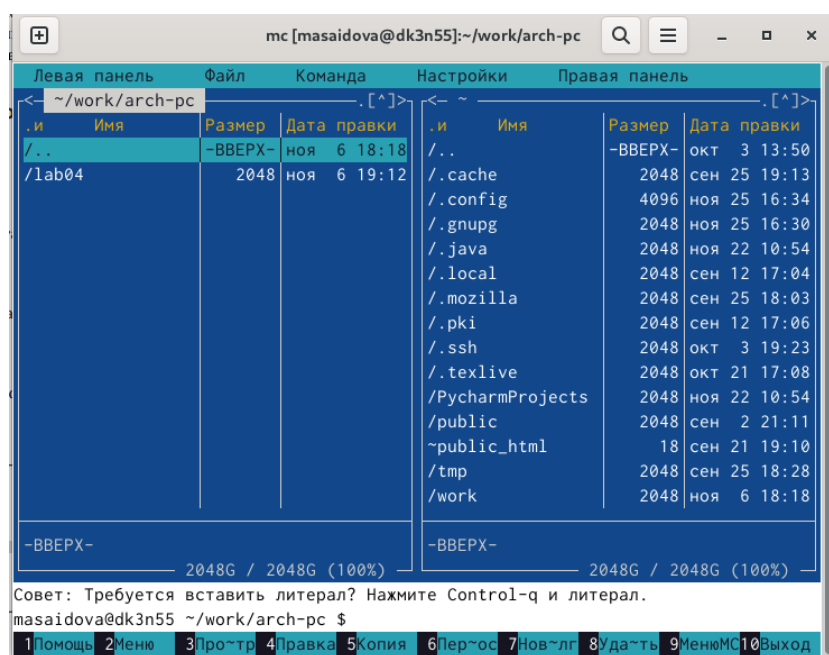 mc [masaidova@dk3n55]:~/work/arch-pc
Левая панель Файл Команда Настройки Правая панель
<- ~/work/arch-pc .[^]> <- ~ .[^]>
.и Имя Размер Дата правки .и Имя Размер Дата правки
/.. -ВВЕРХ- ноя 6 18:18 /.. -ВВЕРХ- окт 3 13:50
/lab04 2048 ноя 6 19:12 /.cache 2048 сен 25 19:13
/.config 4096 ноя 25 16:34
/.gnupg 2048 ноя 25 16:30
/.java 2048 ноя 22 10:54
/.local 2048 сен 12 17:04
/.mozilla 2048 сен 25 18:03
/.pki 2048 сен 12 17:06
/.ssh 2048 окт 3 19:23
/.texlive 2048 окт 21 17:08
/PycharmProjects 2048 ноя 22 10:54
/public 2048 сен 2 21:11
~public_html 18 сен 21 19:10
/tmp 2048 сен 25 18:28
/work 2048 ноя 6 18:18
-ВВЕРХ- -ВВЕРХ-
2048G / 2048G (100%) 2048G / 2048G (100%)
Совет: Требуется вставить литерал? Нажмите Control-q и литерал.
masaidova@dk3n55 ~/work/arch-pc $
1Помощь 2Меню 3Про~тр 4Правка 5Копия 6Пер~ос 7Нов~лг 8Уда~ть 9МенюMC 10Выход